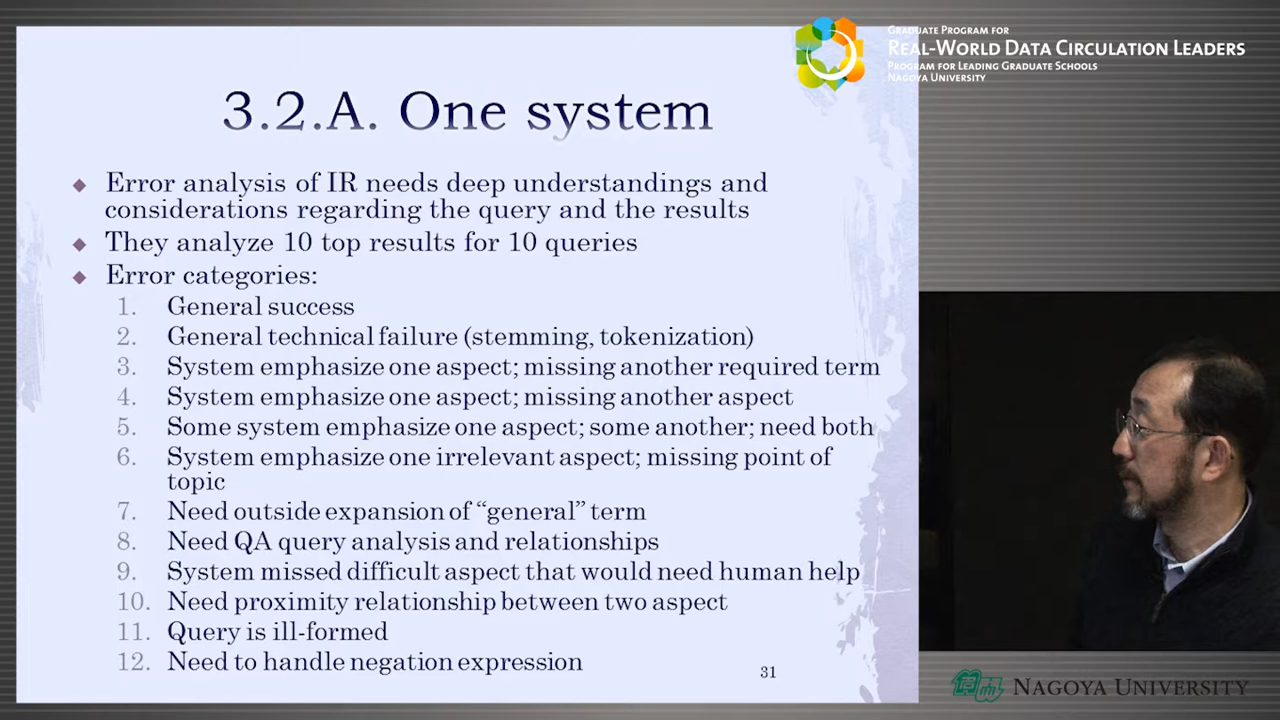 GRADUATE PROGRAM FOR
REAL-WORLD DATA CIRCULATION LEADERS
PROGRAM FOR LEADING GRADUATE SCHOOLS
NAGOYA UNIVERSITY
3.2.A. One system
Error analysis of IR needs deep understandings and
considerations regarding the query and the results
They analyze 10 top results for 10 queries
Error categories:
1. General success
2. General technical failure (stemming, tokenization)
3. System emphasize one aspect; missing another required term
4. System emphasize one aspect; missing another aspect
5. Some system emphasize one aspect; some another; need both
6. System emphasize one irrelevant aspect; missing point of
topic
7. Need outside expansion of “general” term
8. Need QA query analysis and relationships
9. System missed difficult aspect that would need human help
10. Need proximity relationship between two aspect
11. Query is ill-formed
12. Need to handle negation expression
31
NAGOYA UNIVERSITY